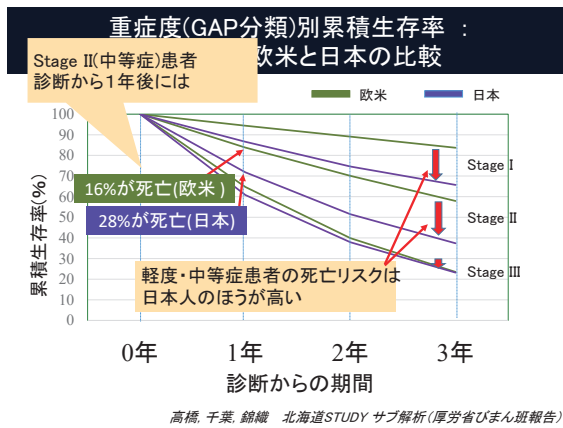 重症度(GAP分類)別累積生存率 :
欧米と日本の比較
Stage II(中等症)患者
診断から1年後には
欧米
日本
100
90
80
70
60
50
40
30
20
10
0
累積生存率(%)
16%が死亡(欧米 )
28%が死亡(日本)
Stage I
Stage II
Stage III
軽度・中等症患者の死亡リスクは
日本人のほうが高い
0年
1年
2年
3年
診断からの期間
高橋, 千葉, 錦織 北海道STUDY サブ解析(厚労省びまん班報告)